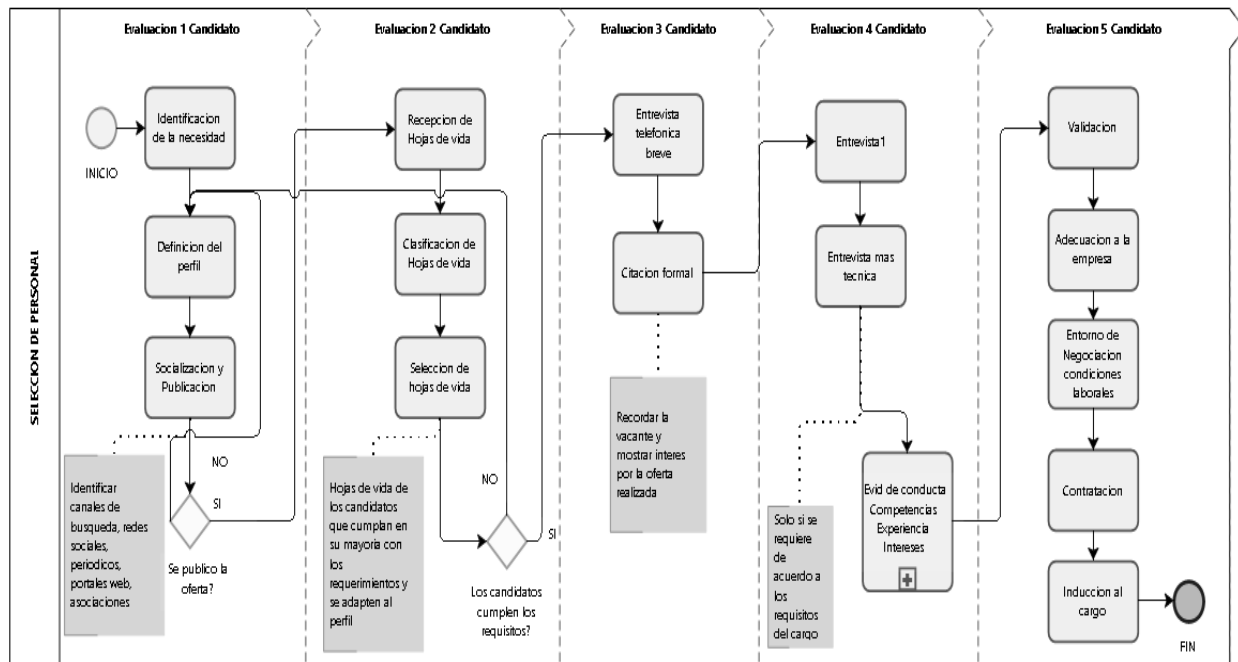 SELECCION DE PERSONAL
Evaluacion 1 Candidato
INICIO
Identificacion
de la necesidad
Definicion del
perfil
Socializacion y
Publicacion
Identificar
canales de
busqueda, redes
sociales,
periodicos,
portales web,
asociaciones
NO
SI
Se publico la
oferta?
Evaluacion 2 Candidato
Recepcion de
Hojas de vida
Clasificacion de
Hojas de vida
Seleccion de
hojas de vida
Hojas de vida de
los candidatos
que cumplan en
su mayoria con
los
requerimientos y
se adapten al
perfil
NO
SI
Los candidatos
cumplen los
requisitos?
Evaluacion 3 Candidato
Entrevista
telefonica
breve
Citacion formal
Recordar la
vacante y
mostrar interes
por la oferta
realizada
Evaluacion 4 Candidato
Entrevista1
Entrevista mas
tecnica
Solo si se
requiere de
acuerdo a
los
requisitos
del cargo
Evid de conducta
Competencias
Experiencia
Intereses
Evaluacion 5 Candidato
Validacion
Adecuacion a la
empresa
Entorno de
Negociacion
condiciones
laborales
Contratacion
Induccion al
cargo
FIN